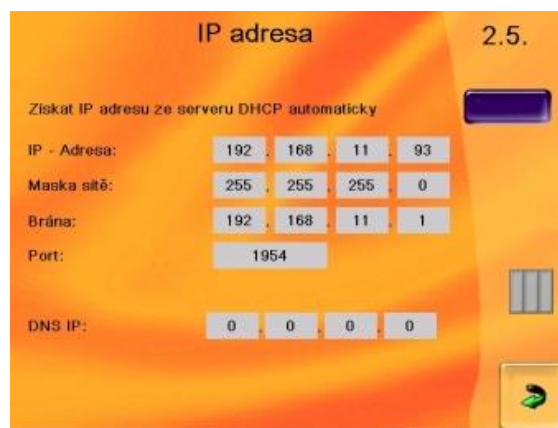 IP adresa
2.5.
Získat IP adresu ze serveru DHCP automaticky
IP - Adresa: 192 . 168 . 11 . 93
Maska sítě: 255 . 255 . 255 . 0
Brána: 192 . 168 . 11 . 1
Port: 1954
DNS IP: 0 . 0 . 0 . 0